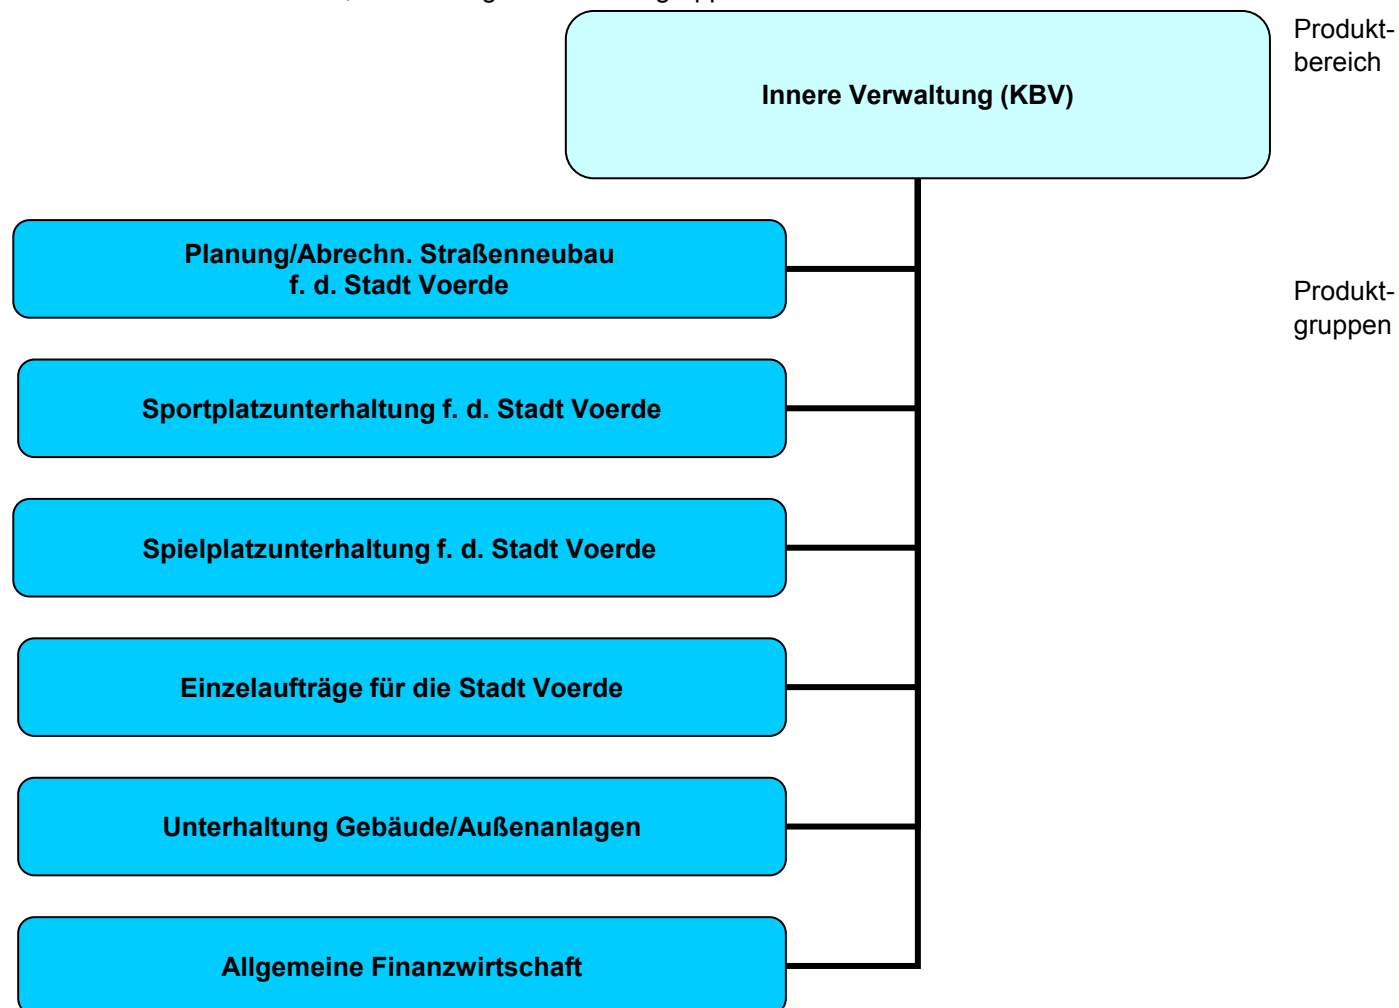 Produkt-
bereich
Innere Verwaltung (KBV)
Planung/Abrechn. Straßenneubau
f. d. Stadt Voerde
Produkt-
gruppen
Sportplatzunterhaltung f. d. Stadt Voerde
Spielplatzunterhaltung f. d. Stadt Voerde
Einzelaufträge für die Stadt Voerde
Unterhaltung Gebäude/Außenanlagen
Allgemeine Finanzwirtschaft